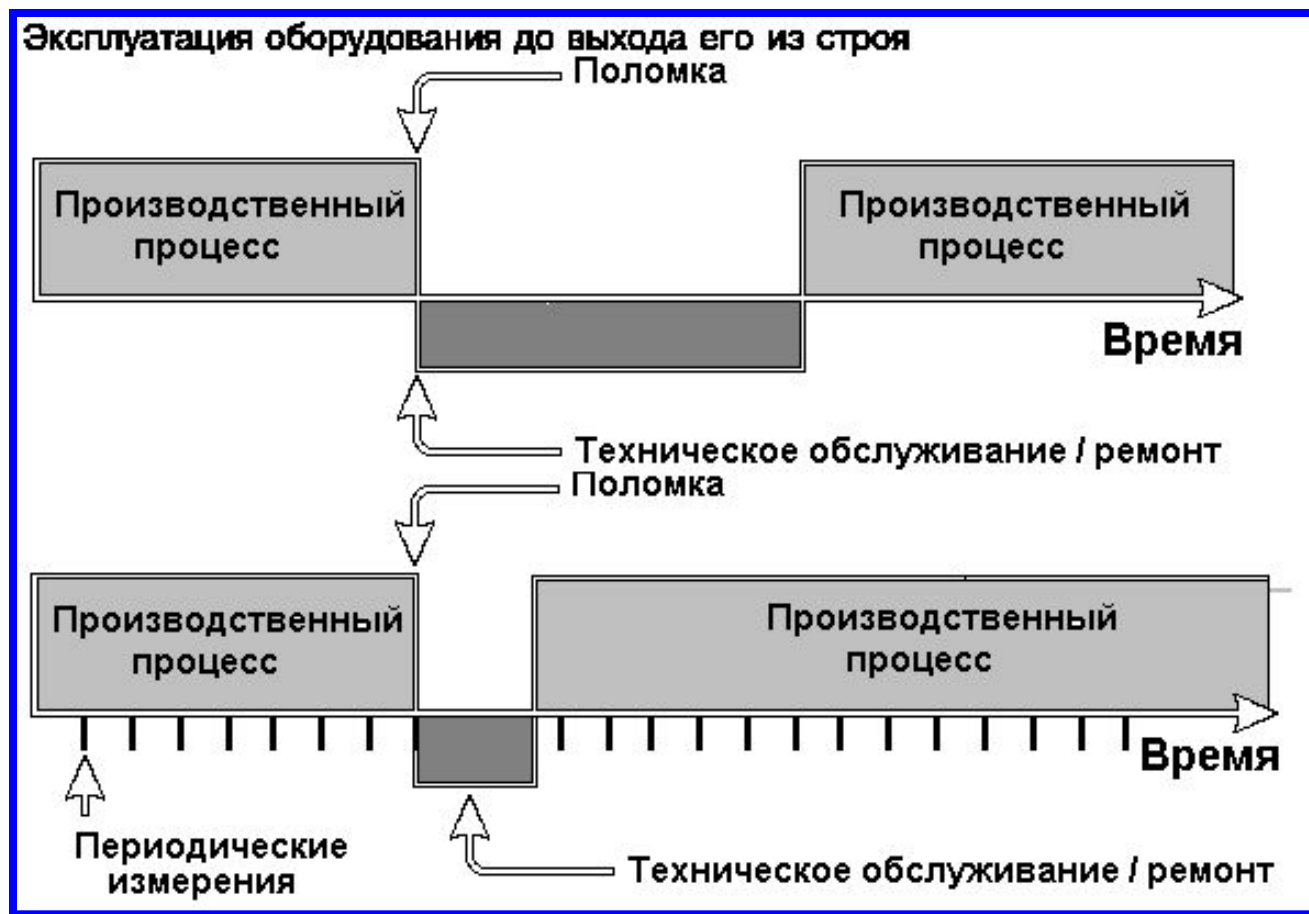 Эксплуатация оборудования до выхода его из строя
Поломка
Производственный
процесс
Производственный
процесс
Время
Техническое обслуживание / ремонт
Поломка
Производственный
процесс
Производственный
процесс
Время
Периодические
измерения
Техническое обслуживание / ремонт